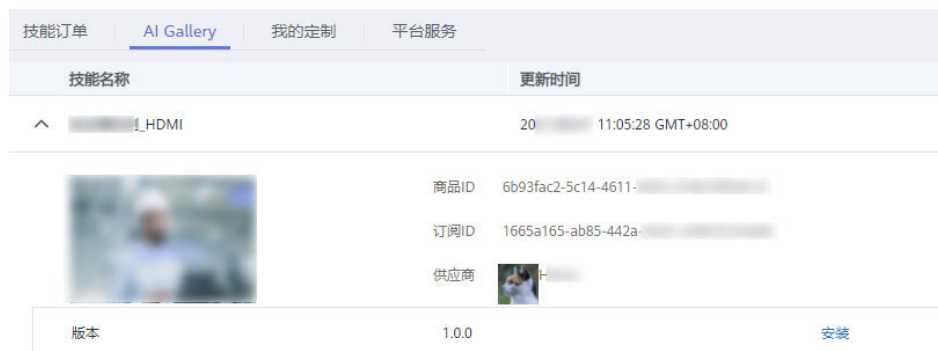 技能订单 AI Gallery 我的定制 平台服务
技能名称 更新时间
_HDMI 20 11:05:28 GMT+08:00
商品ID 6b93fac2-5c14-4611-
订阅ID 1665a165-ab85-442a-
供应商 H
版本 1.0.0 安装